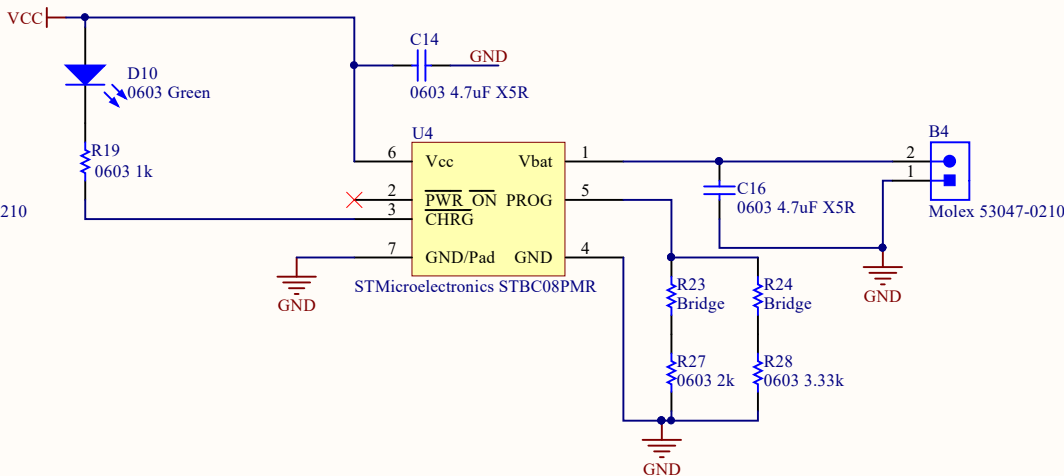 VCC
C14
GND
0603 4.7uF X5R
D10
0603 Green
R19
0603 1k
210
U4
6 Vcc Vbat 1
2 PWR ON PROG 5
3 CHRG
7 GND/Pad GND 4
STMicroelectronics STBC08PMR
GND
C16
0603 4.7uF X5R
B4
2
1
Molex 53047-0210
GND
R23
Bridge
R24
Bridge
R27
0603 2k
R28
0603 3.33k
GND